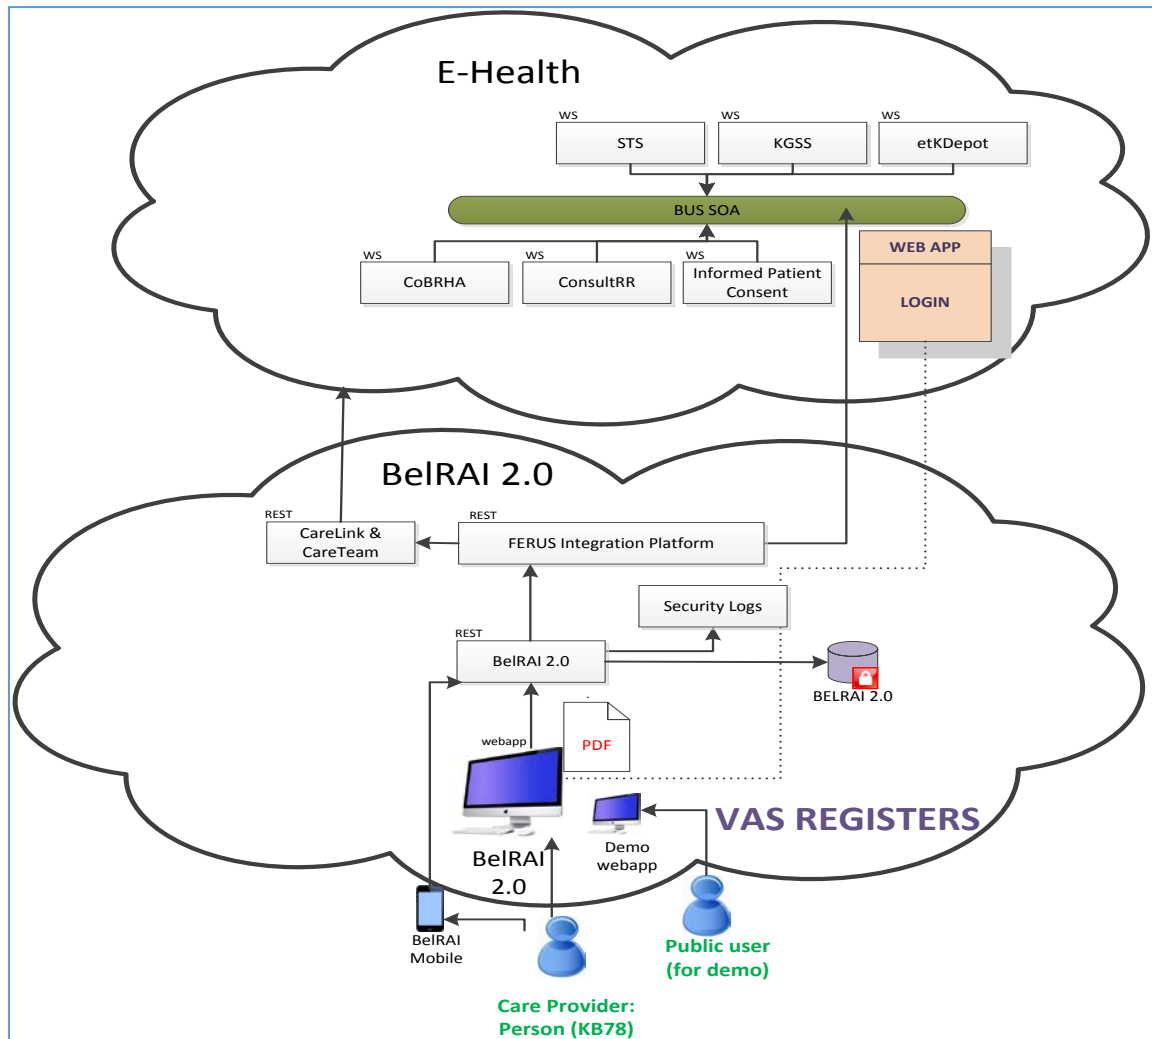 E-Health
WS
STS
WS
KGSS
WS
etKDepot
BUS SOA
WS
CoBRHA
WS
ConsultRR
WS
Informed Patient
Consent
WEB APP
LOGIN
BelRAI 2.0
REST
CareLink &
CareTeam
REST
FERUS Integration Platform
Security Logs
REST
BelRAI 2.0
BELRAI 2.0
webapp
PDF
VAS REGISTERS
BelRAI
2.0
Demo
webapp
BelRAI
Mobile
Public user
(for demo)
Care Provider:
Person (KB78)